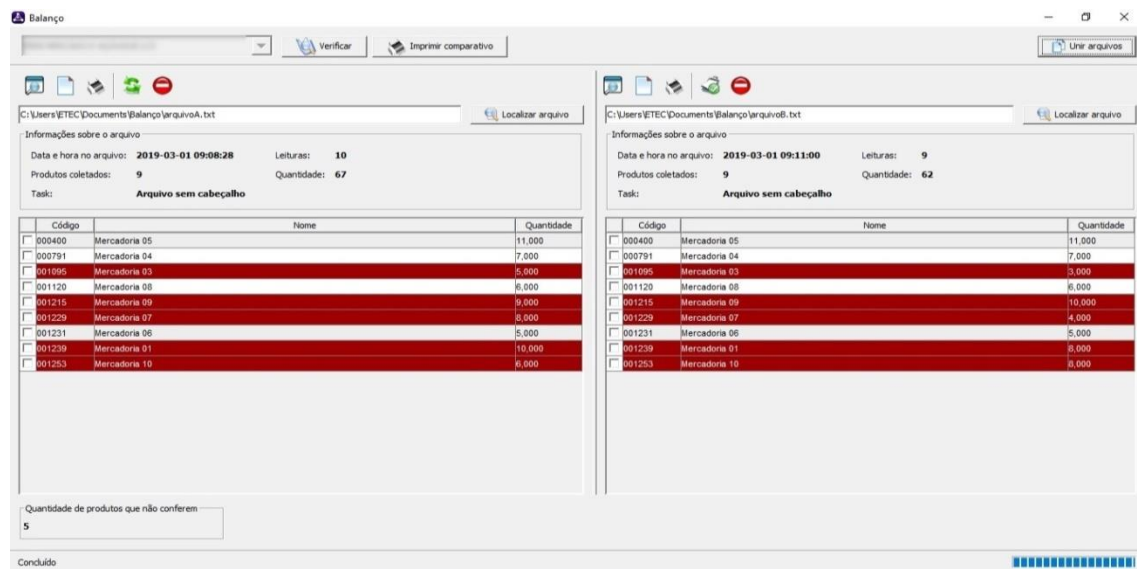 Balanço
Verificar Imprimir comparativo Unir arquivos
C:\Users\ETEC\Documents\Balanço\arquivoA.txt Localizar arquivo
Informações sobre o arquivo
Data e hora no arquivo: 2019-03-01 09:08:28 Leituras: 10
Produtos coletados: 9 Quantidade: 67
Task: Arquivo sem cabeçalho
Código Nome Quantidade
000400 Mercadoria 05 11,000
000791 Mercadoria 04 7,000
001095 Mercadoria 03 5,000
001120 Mercadoria 08 6,000
001215 Mercadoria 09 9,000
001229 Mercadoria 07 8,000
001231 Mercadoria 06 5,000
001239 Mercadoria 01 10,000
001253 Mercadoria 10 6,000
C:\Users\ETEC\Documents\Balanço\arquivoB.txt Localizar arquivo
Informações sobre o arquivo
Data e hora no arquivo: 2019-03-01 09:11:00 Leituras: 9
Produtos coletados: 9 Quantidade: 62
Task: Arquivo sem cabeçalho
Código Nome Quantidade
000400 Mercadoria 05 11,000
000791 Mercadoria 04 7,000
001095 Mercadoria 03 3,000
001120 Mercadoria 08 6,000
001215 Mercadoria 09 10,000
001229 Mercadoria 07 4,000
001231 Mercadoria 06 5,000
001239 Mercadoria 01 8,000
001253 Mercadoria 10 8,000
Quantidade de produtos que não conferem
5
Concluído